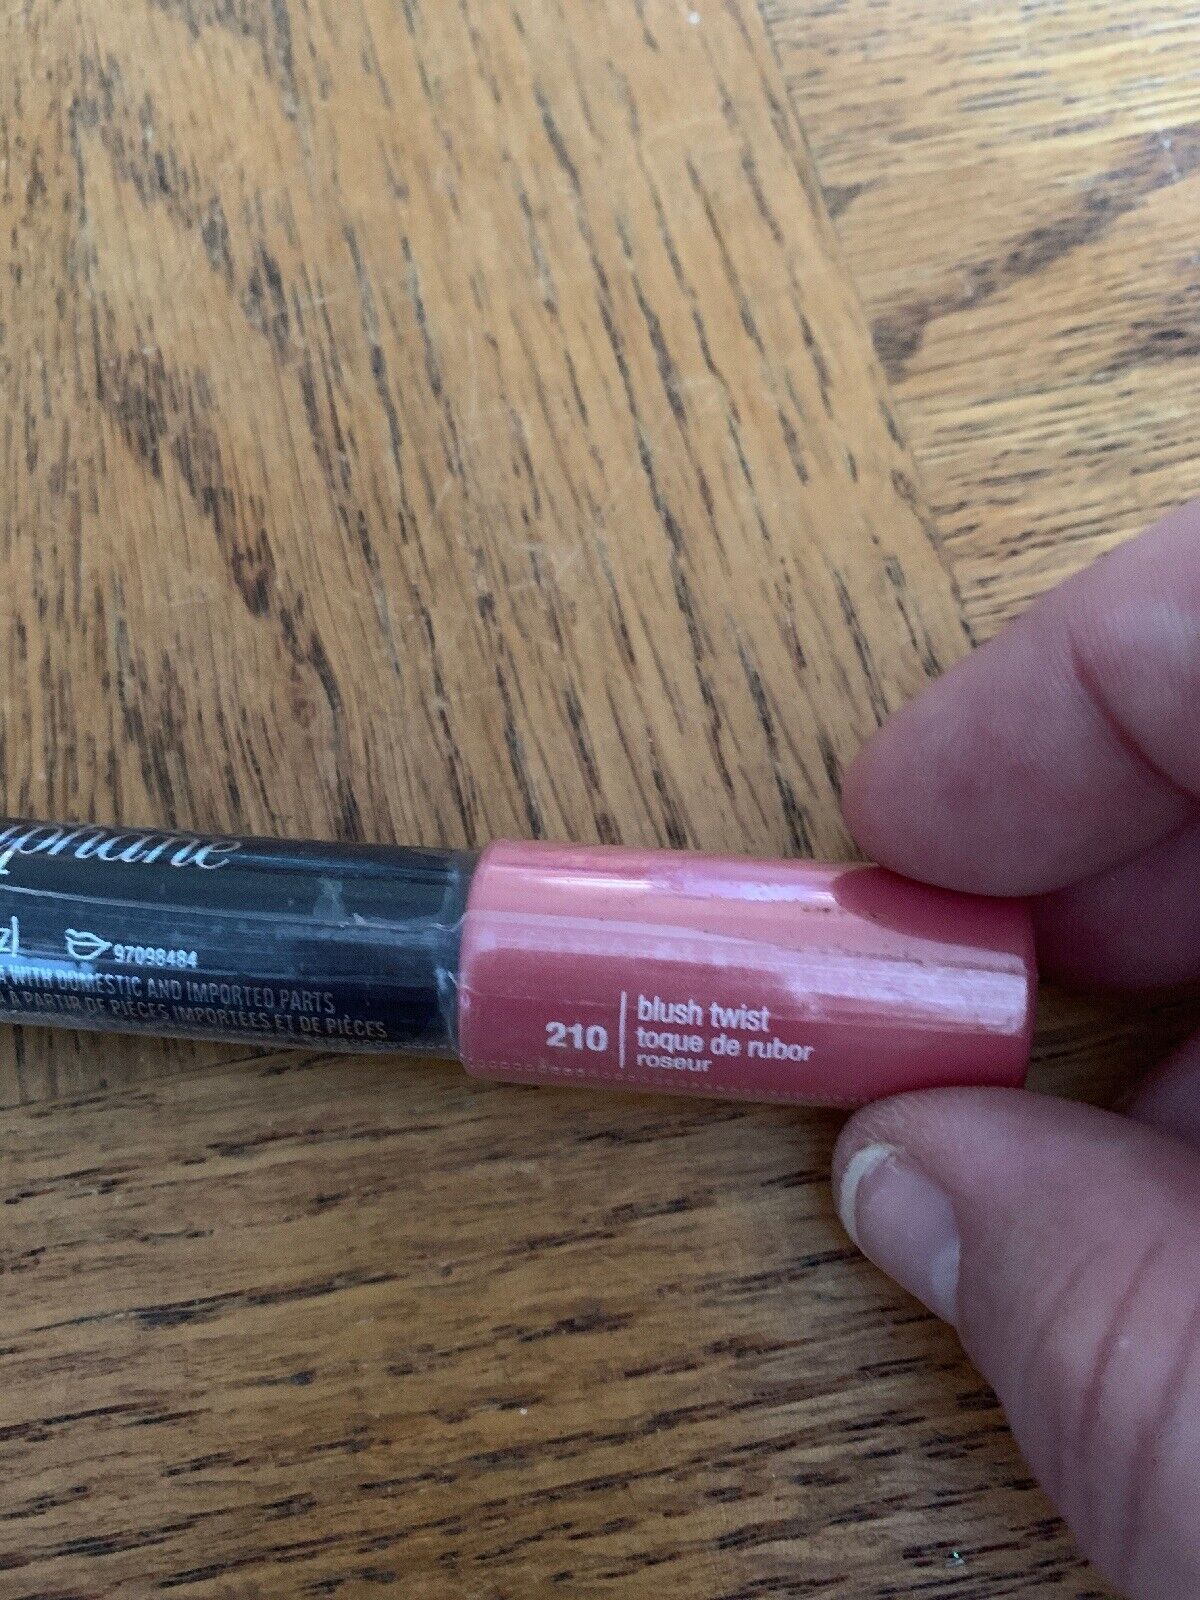 97098484
WITH DOMESTIC AND IMPORTED PARTS
À PARTIR DE PIÈCES IMPORTÉES ET DE PIÈCES
210
blush twist
toque de rubor
roseur